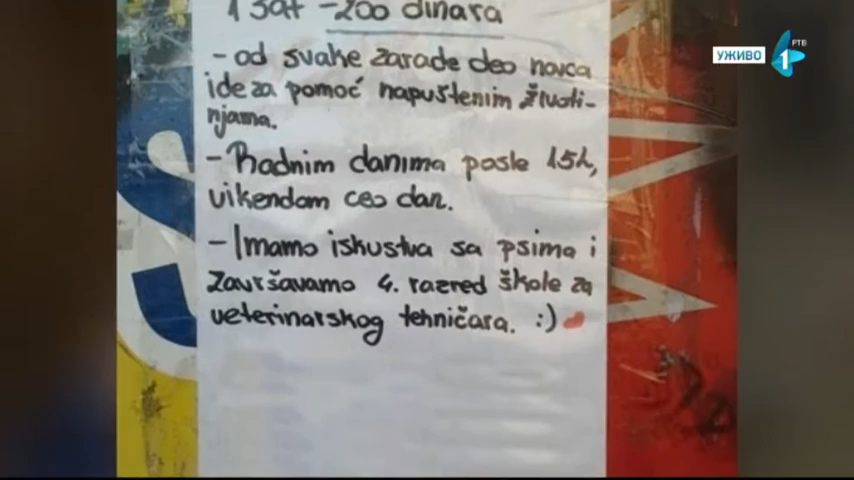 1 sat - 200 dinara
- od svake zarade deo novca
ide za pomoć napuštenim životi-
njama.
- Radnim danima posle 15h,
vikendom ceo dan.
- Imamo iskustva sa psima i
završavamo 4. razred škole za
veterinarskog tehničara. :)
УЖИВО
1
РТВ